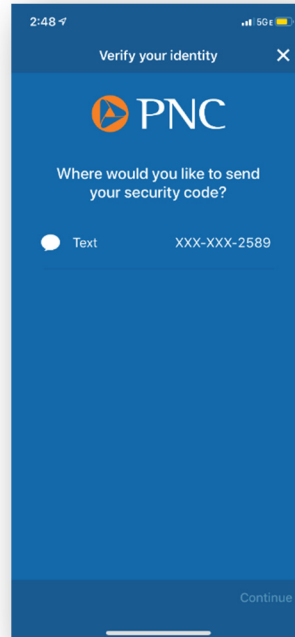 2:48
5GE
Verify your identity
PNC
Where would you like to send
your security code?
Text XXX-XXX-2589
Continue